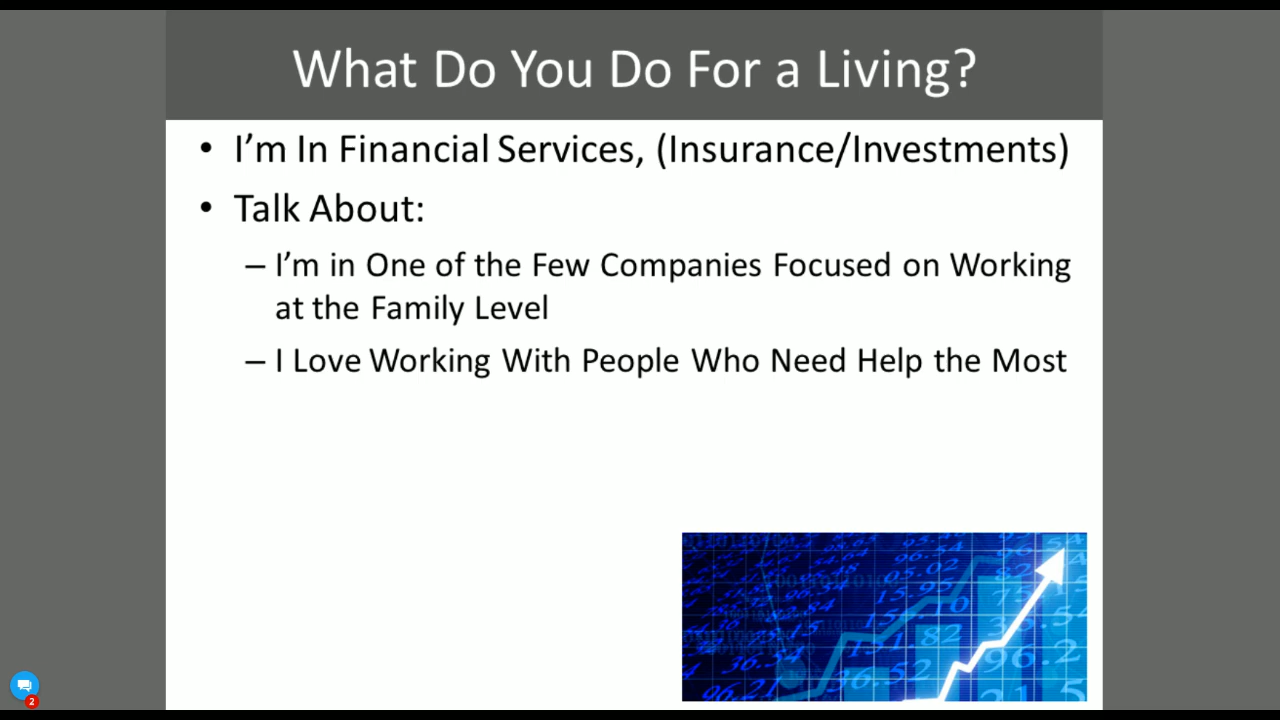 What Do You Do For a Living?
• I’m In Financial Services, (Insurance/Investments)
• Talk About:
– I’m in One of the Few Companies Focused on Working
at the Family Level
– I Love Working With People Who Need Help the Most
2